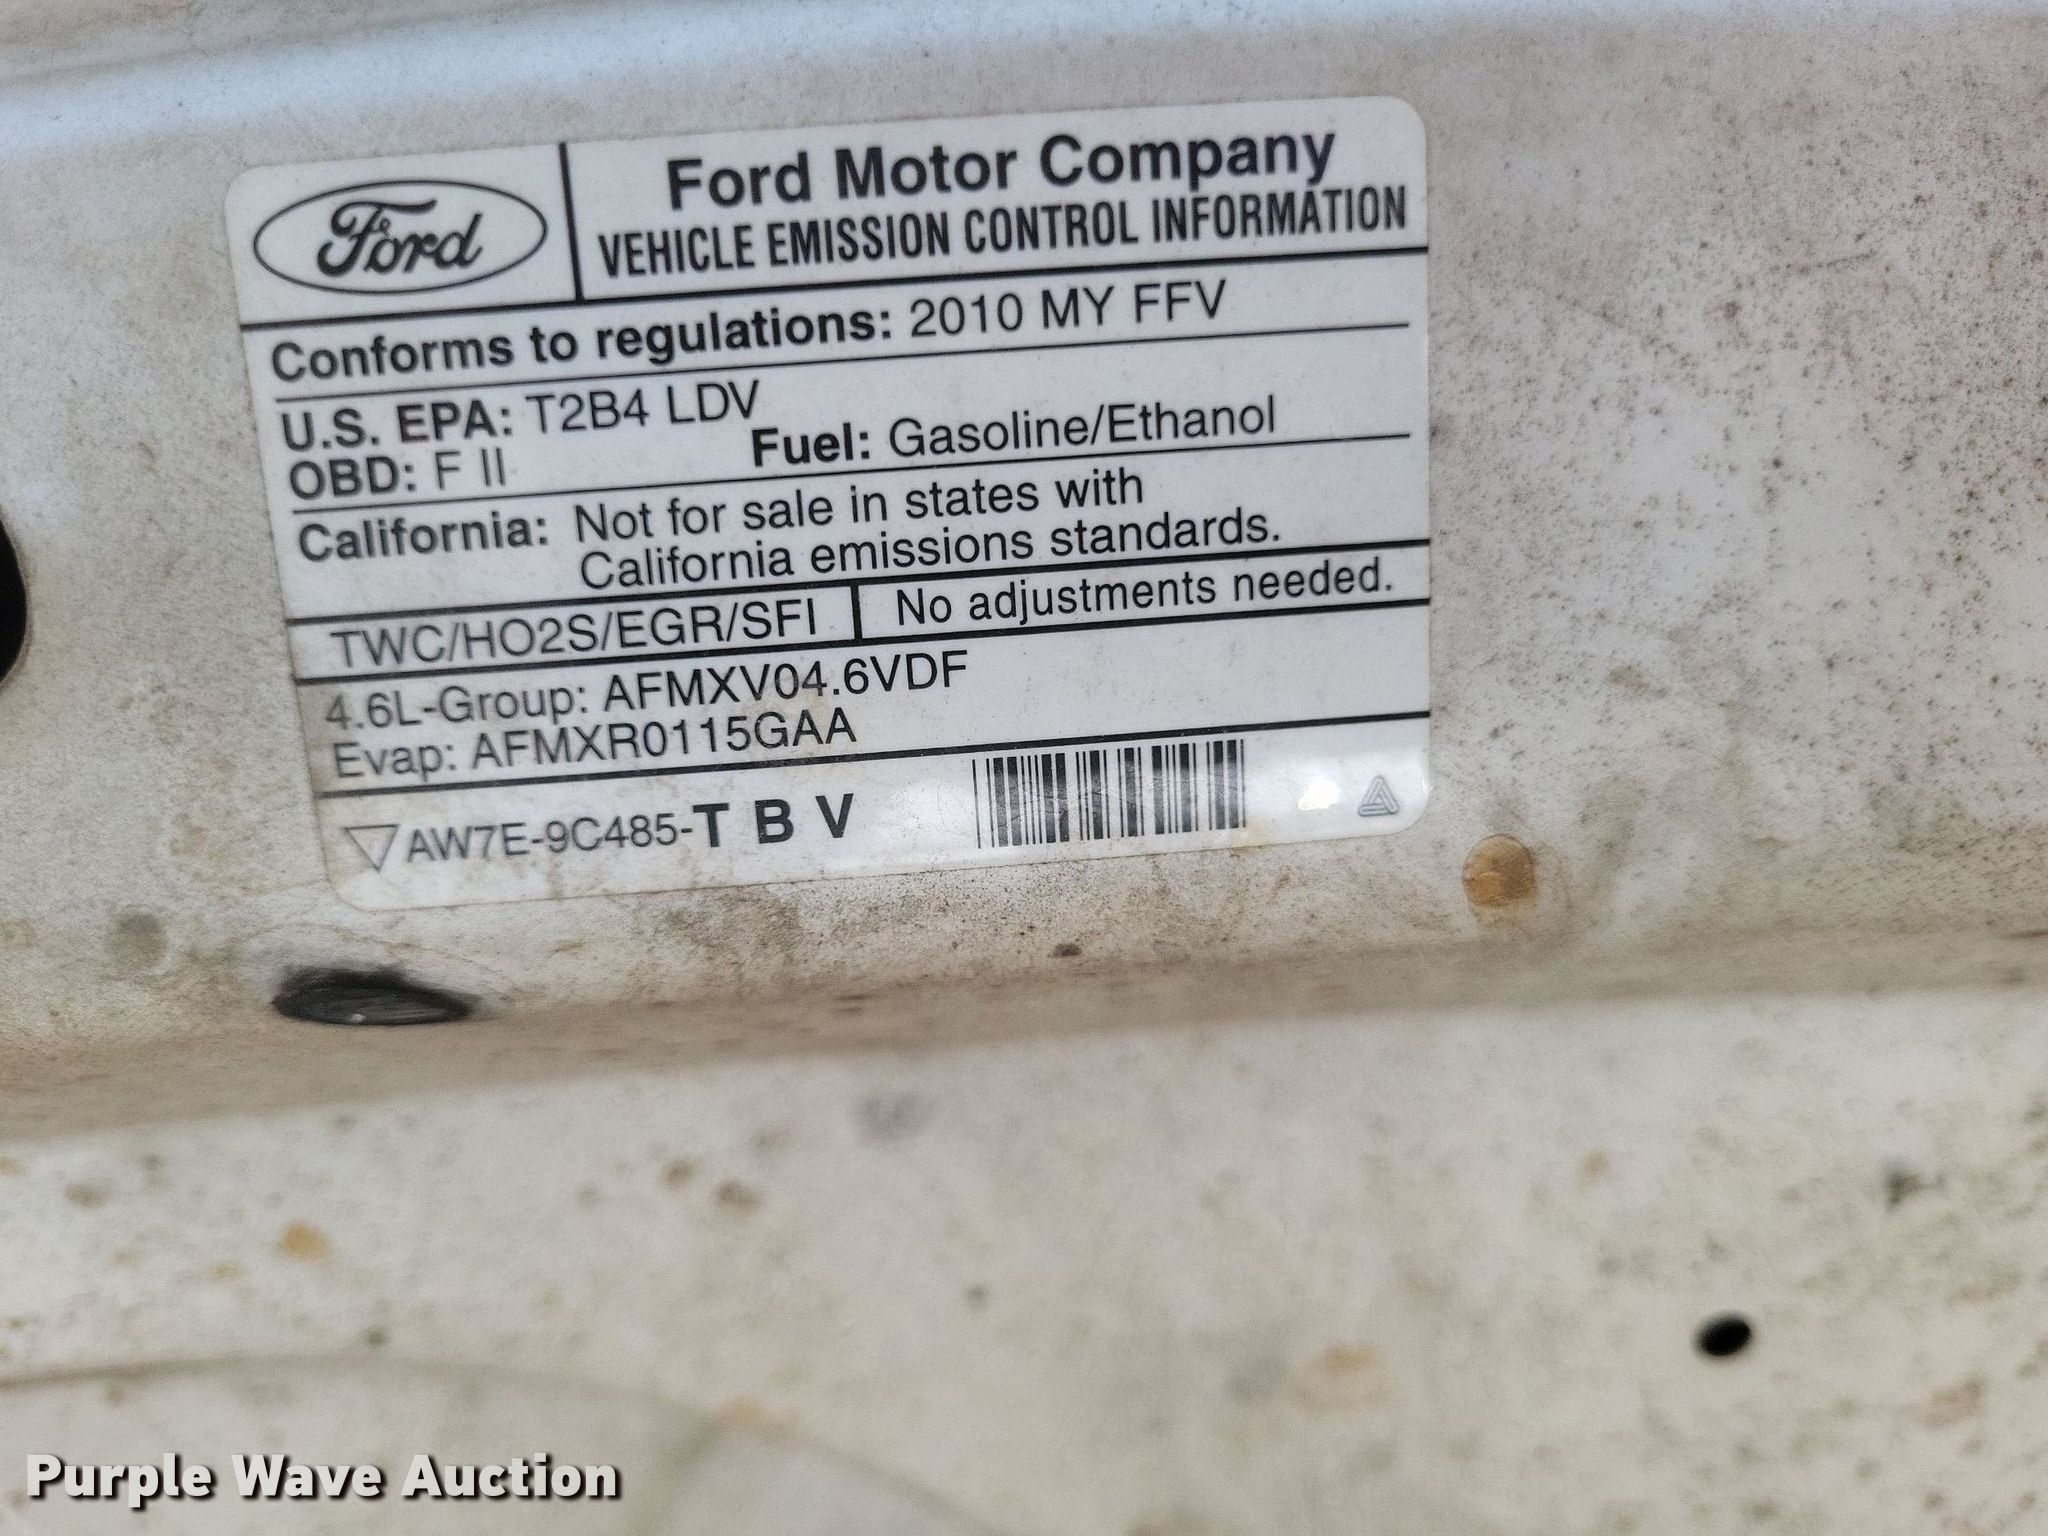 Ford
Ford Motor Company
VEHICLE EMISSION CONTROL INFORMATION
Conforms to regulations: 2010 MY FFV
U.S. EPA: T2B4 LDV
OBD: F II
Fuel: Gasoline/Ethanol
California: Not for sale in states with
California emissions standards.
TWC/HO2S/EGR/SFI
No adjustments needed.
4.6L-Group: AFMXV04.6VDF
Evap: AFMXR0115GAA
AW7E-9C485-T B V
Purple Wave Auction